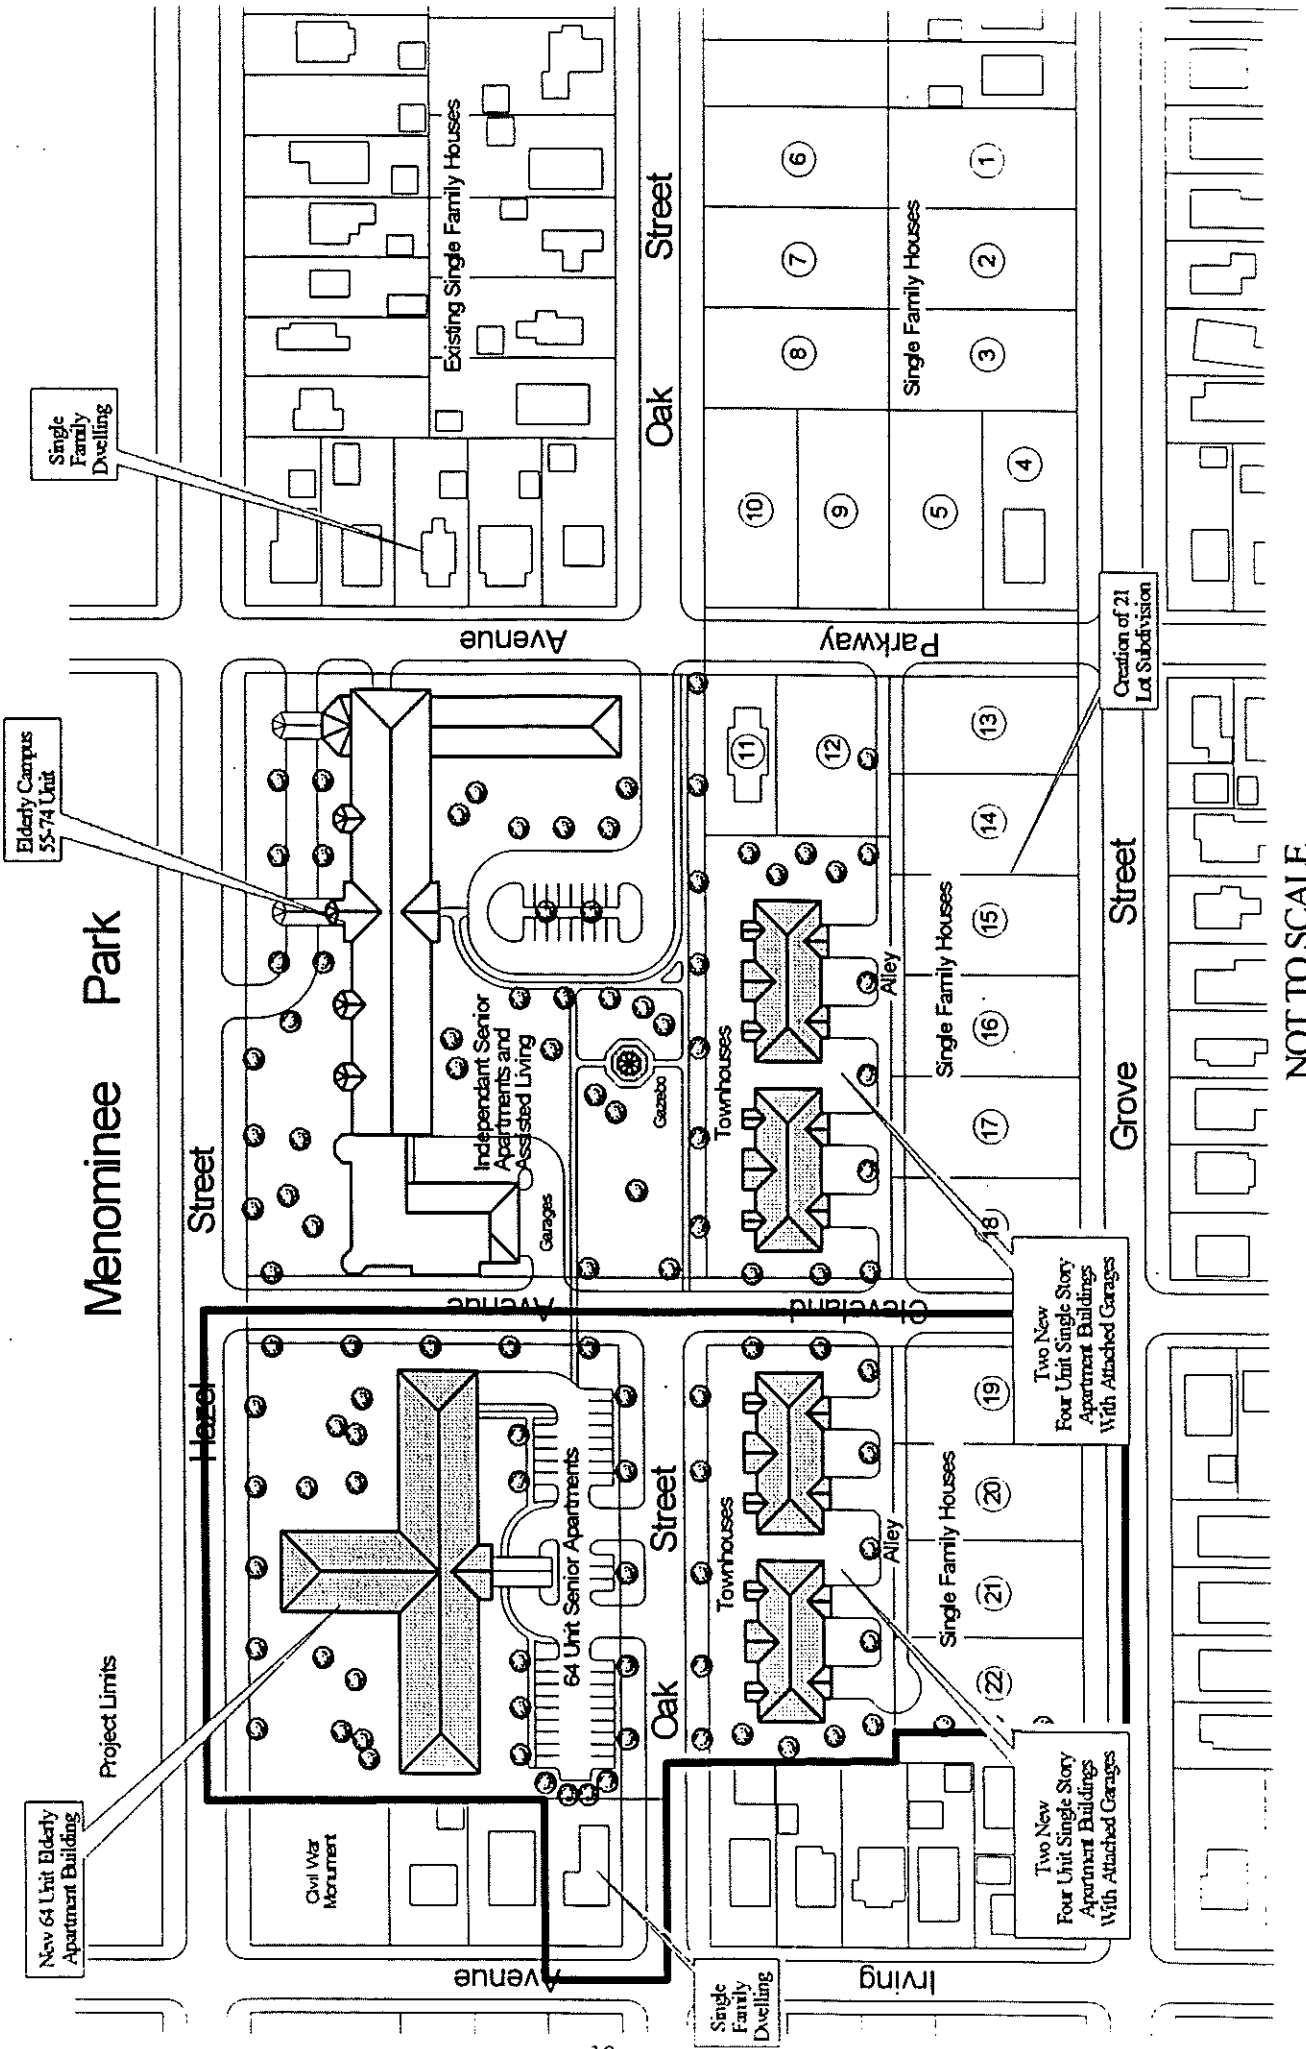 Menominee Park
New 64 Unit Elderly
Apartment Building
Project Limits
Elderly Campus
55-74 Unit
Single
Family
Dwelling
Hazel Street
Civil War
Monument
64 Unit Senior Apartments
Independant Senior
Apartments and
Assisted Living
Garages
Gazebo
Existing Single Family Houses
Avenue
Avenue
Avenue
Oak Street
Oak Street
Single
Family
Dwelling
Townhouses
Townhouses
Irving
Cleveland
Parkway
Alley
Alley
11
12
10
9
8
7
6
5
4
3
2
1
Single Family Houses
Single Family Houses
Single Family Houses
22
21
20
19
18
17
16
15
14
13
Two New
Four Unit Single Story
Apartment Buildings
With Attached Garages
Two New
Four Unit Single Story
Apartment Buildings
With Attached Garages
Creation of 21
Lot Subdivision
Grove Street
NOT TO SCALE